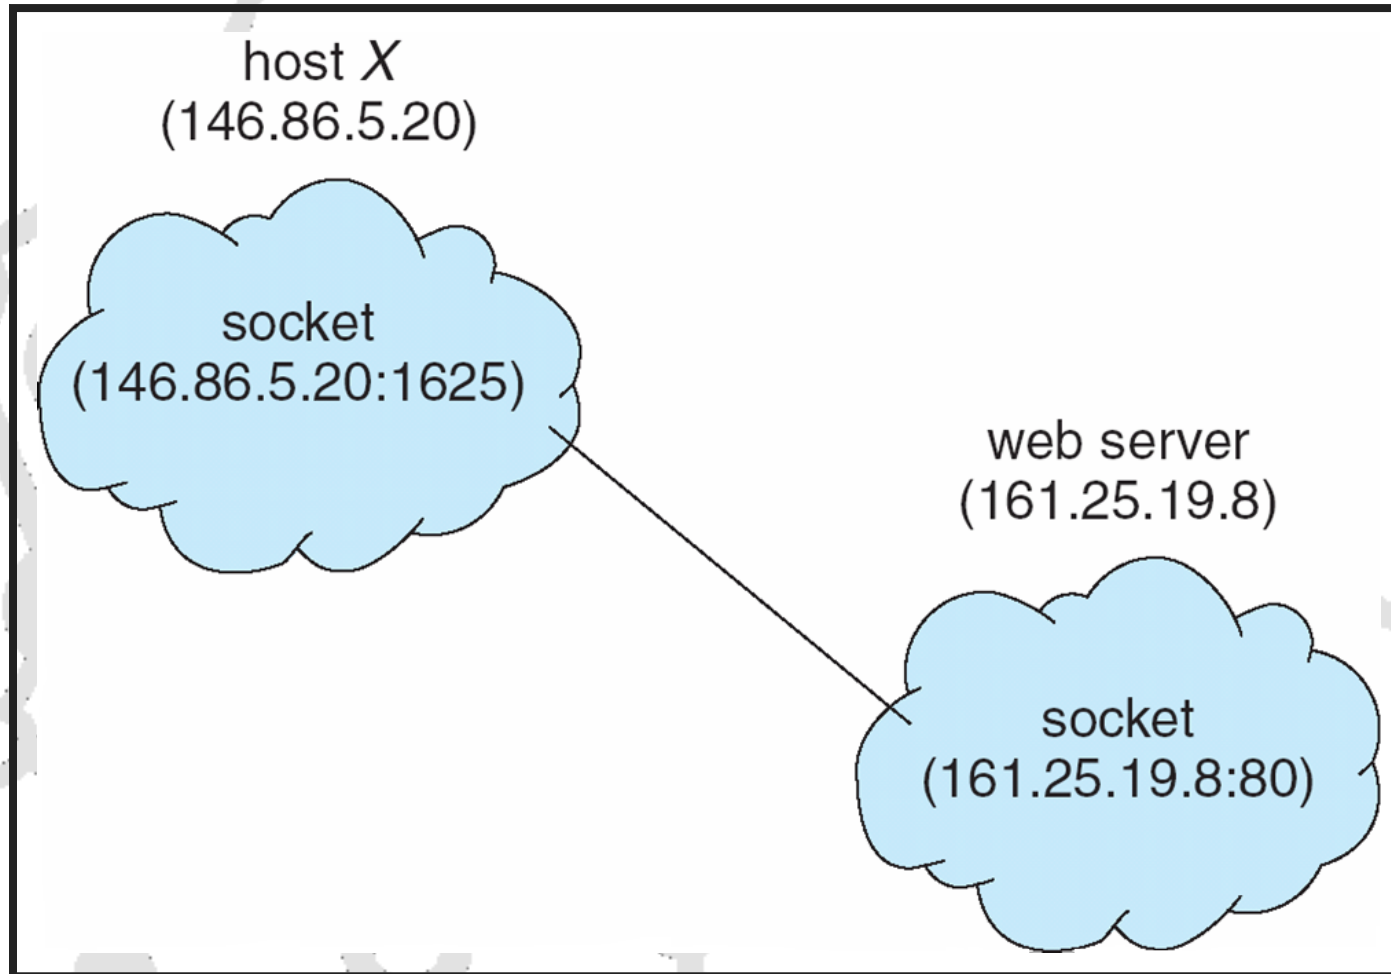 host X
(146.86.5.20)
socket
(146.86.5.20:1625)
web server
(161.25.19.8)
socket
(161.25.19.8:80)